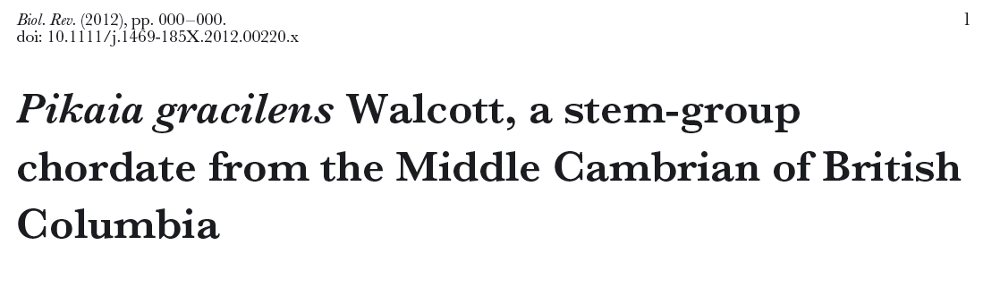 Biol. Rev. (2012), pp. 000–000.
1
doi: 10.1111/j.1469-185X.2012.00220.x
Pikaia gracilens Walcott, a stem-group
chordate from the Middle Cambrian of British
Columbia